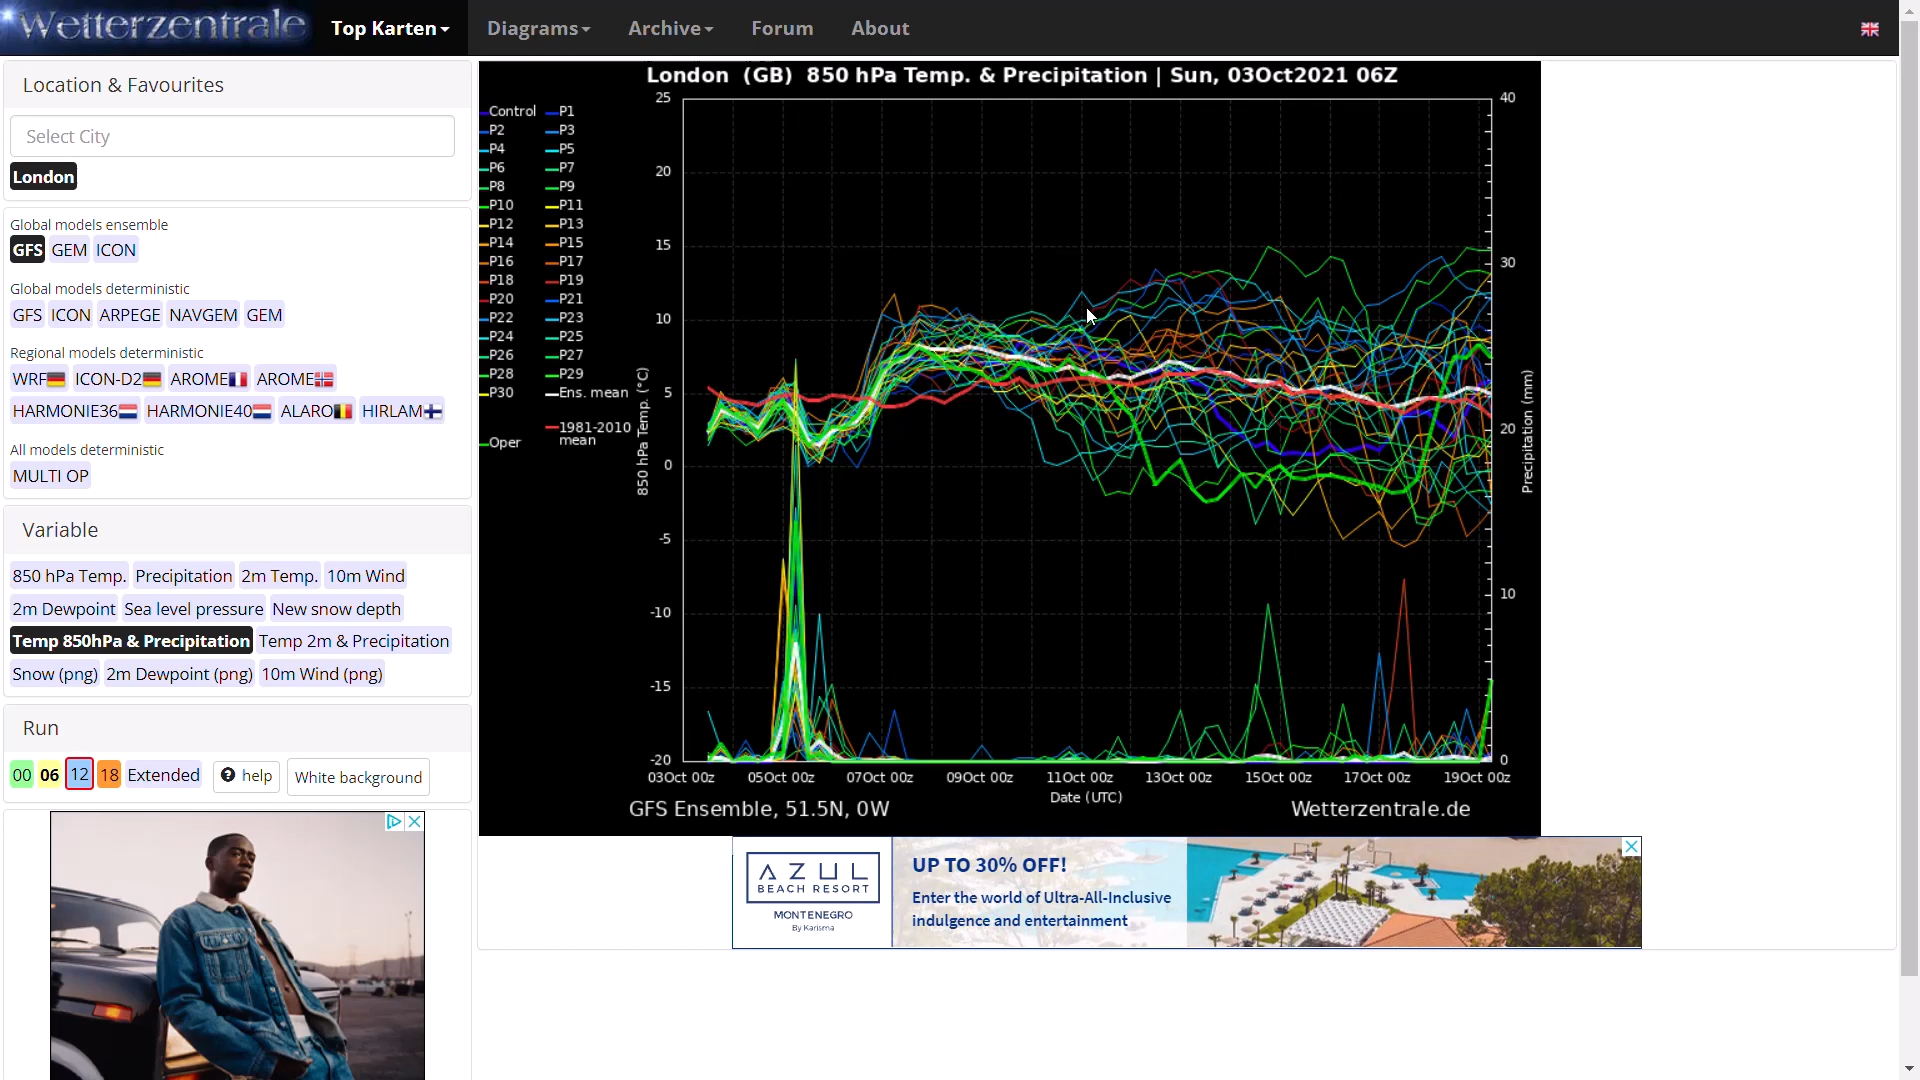 Wetterzentrale
Top Karten
Diagrams
Archive
Forum
About
Location & Favourites
Select City
London
Global models ensemble
GFS GEM ICON
Global models deterministic
GFS ICON ARPEGE NAVGEM GEM
Regional models deterministic
WRF ICON-D2 AROME AROME
HARMONIE36 HARMONIE40 ALARO HIRLAM
All models deterministic
MULTI OP
Variable
850 hPa Temp. Precipitation 2m Temp. 10m Wind
2m Dewpoint Sea level pressure New snow depth
Temp 850hPa & Precipitation Temp 2m & Precipitation
Snow (png) 2m Dewpoint (png) 10m Wind (png)
Run
00 06 12 18 Extended ? help White background
London (GB) 850 hPa Temp. & Precipitation | Sun, 03Oct2021 06Z
Control P1
P2 P3
P4 P5
P6 P7
P8 P9
P10 P11
P12 P13
P14 P15
P16 P17
P18 P19
P20 P21
P22 P23
P24 P25
P26 P27
P28 P29
P30 Ens. mean
1981-2010
mean
Oper
850 hPa Temp. (°C)
25
20
15
10
5
0
-5
-10
-15
-20
40
30
20
10
0
Precipitation (mm)
03Oct 00z 05Oct 00z 07Oct 00z 09Oct 00z 11Oct 00z 13Oct 00z 15Oct 00z 17Oct 00z 19Oct 00z
Date (UTC)
GFS Ensemble, 51.5N, 0W
Wetterzentrale.de
AZUL
BEACH RESORT
MONTENEGRO
By Karisma
UP TO 30% OFF!
Enter the world of Ultra-All-Inclusive
indulgence and entertainment